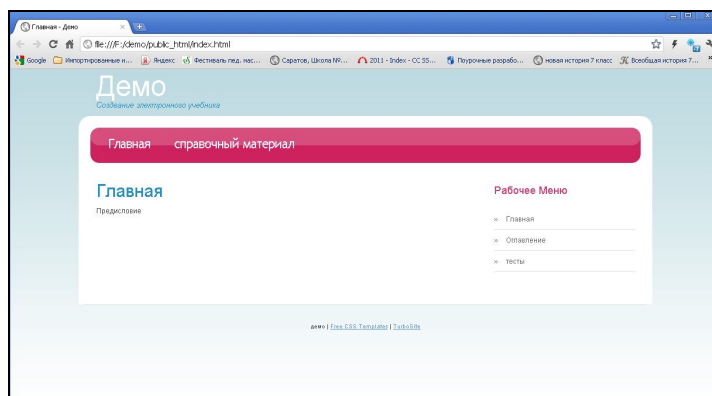 Главная - Демо
file:///F:/demo/public_html/index.html
Google Импортированные и... Яндекс Фестиваль пед. мас... Саратов, Школа №... 2011 - Index - CC 55... Поурочные разрабо... новая история 7 класс Всеобщая история 7...
Демо
Создвание электронного учебника
Главная справочный материал
Главная
Предисловие
Рабочее Меню
» Главная
» Оглавление
» тесты
демо | Free CSS Templates | TurboSite